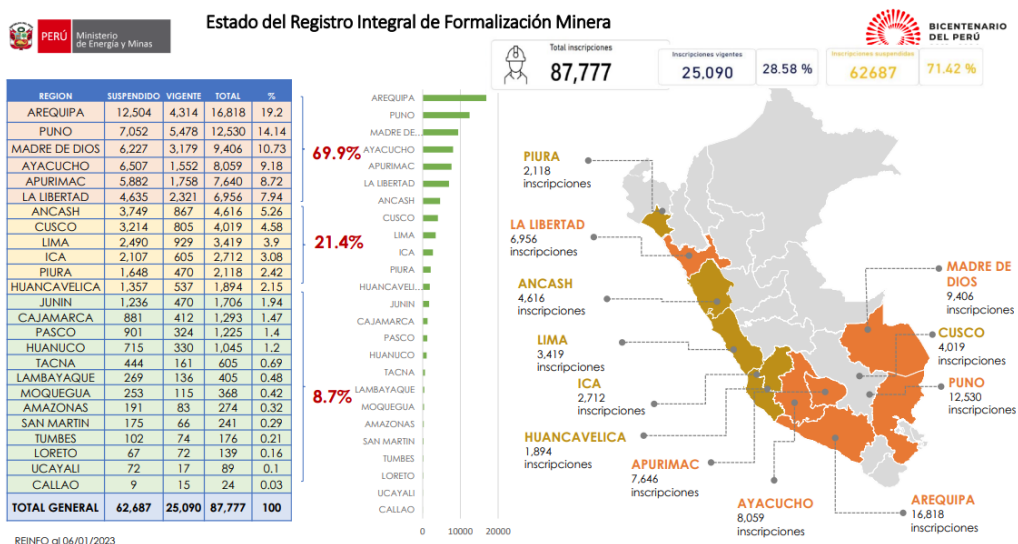 PERÚ
Ministerio
de Energía y Minas
Estado del Registro Integral de Formalización Minera
BICENTENARIO
DEL PERÚ
Total inscripciones
87,777
Inscripciones vigentes
25,090
28.58 %
Inscripciones suspendidas
62687
71.42 %
REGION SUSPENDIDO VIGENTE TOTAL %
AREQUIPA 12,504 4,314 16,818 19.2
PUNO 7,052 5,478 12,530 14.14
MADRE DE DIOS 6,227 3,179 9,406 10.73
AYACUCHO 6,507 1,552 8,059 9.18
APURIMAC 5,882 1,758 7,640 8.72
LA LIBERTAD 4,635 2,321 6,956 7.94
ANCASH 3,749 867 4,616 5.26
CUSCO 3,214 805 4,019 4.58
LIMA 2,490 929 3,419 3.9
ICA 2,107 605 2,712 3.08
PIURA 1,648 470 2,118 2.42
HUANCAVELICA 1,357 537 1,894 2.15
JUNIN 1,236 470 1,706 1.94
CAJAMARCA 881 412 1,293 1.47
PASCO 901 324 1,225 1.4
HUANUCO 715 330 1,045 1.2
TACNA 444 161 605 0.69
LAMBAYAQUE 269 136 405 0.48
MOQUEGUA 253 115 368 0.42
AMAZONAS 191 83 274 0.32
SAN MARTIN 175 66 241 0.29
TUMBES 102 74 176 0.21
LORETO 67 72 139 0.16
UCAYALI 72 17 89 0.1
CALLAO 9 15 24 0.03
TOTAL GENERAL 62,687 25,090 87,777 100
REINFO al 06/01/2023
69.9%
21.4%
8.7%
AREQUIPA
PUNO
MADRE DE...
AYACUCHO
APURIMAC
LA LIBERTAD
ANCASH
CUSCO
LIMA
ICA
PIURA
HUANCAVELI...
JUNIN
CAJAMARCA
PASCO
HUANUCO
TACNA
LAMBAYAQUE
MOQUEGUA
AMAZONAS
SAN MARTIN
TUMBES
LORETO
UCAYALI
CALLAO
0 10000 20000
PIURA
2,118
inscripciones
LA LIBERTAD
6,956
inscripciones
ANCASH
4,616
inscripciones
LIMA
3,419
inscripciones
ICA
2,712
inscripciones
HUANCAVELICA
1,894
inscripciones
APURIMAC
7,646
inscripciones
AYACUCHO
8,059
inscripciones
MADRE DE
DIOS
9,406
inscripciones
CUSCO
4,019
inscripciones
PUNO
12,530
inscripciones
AREQUIPA
16,818
inscripciones